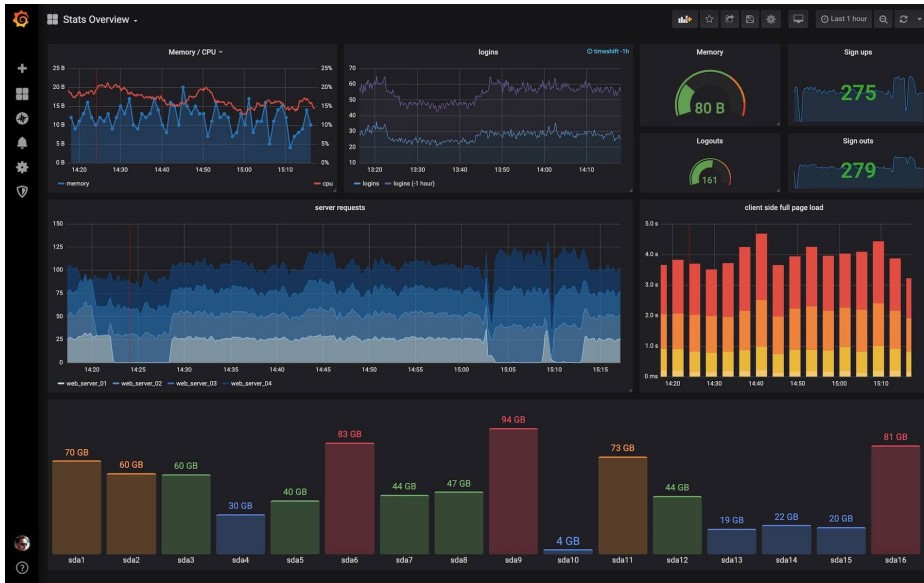 Stats Overview
Last 1 hour
Memory / CPU
25 B
20 B
15 B
10 B
5 B
0 B
25%
20%
15%
10%
5%
0%
14:20 14:30 14:40 14:50 15:00 15:10
memory
cpu
logins
timeshift -1h
70
60
50
40
30
20
10
13:20 13:30 13:40 13:50 14:00 14:10
logins logins (-1 hour)
Memory
80 B
Sign ups
275
Logouts
161
Sign outs
279
server requests
150
125
100
75
50
25
0
14:20 14:25 14:30 14:35 14:40 14:45 14:50 14:55 15:00 15:05 15:10 15:15
web_server_01 web_server_02 web_server_03 web_server_04
client side full page load
5.0 s
4.0 s
3.0 s
2.0 s
1.0 s
0 ms
14:20 14:30 14:40 14:50 15:00 15:10
70 GB 60 GB 60 GB 30 GB 40 GB 83 GB 44 GB 47 GB 94 GB 4 GB 73 GB 44 GB 19 GB 22 GB 20 GB 81 GB
sda1 sda2 sda3 sda4 sda5 sda6 sda7 sda8 sda9 sda10 sda11 sda12 sda13 sda14 sda15 sda16